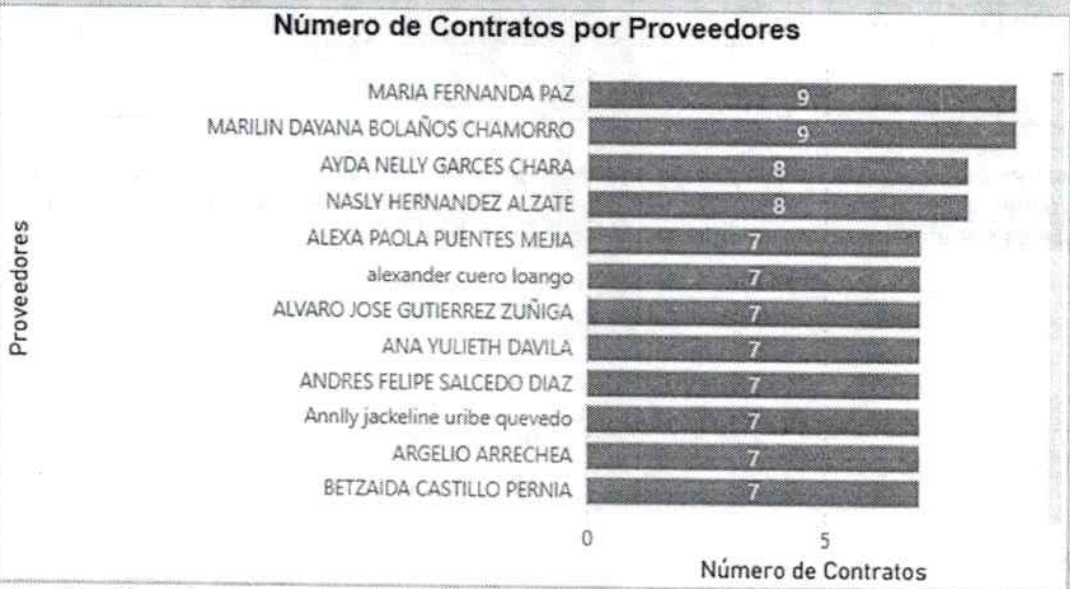 Número de Contratos por Proveedores
MARIA FERNANDA PAZ 9
MARILIN DAYANA BOLAÑOS CHAMORRO 9
AYDA NELLY GARCES CHARA 8
NASLY HERNANDEZ ALZATE 8
ALEXA PAOLA PUENTES MEJIA 7
alexander cuero loango 7
ALVARO JOSE GUTIERREZ ZUÑIGA 7
ANA YULIETH DAVILA 7
ANDRES FELIPE SALCEDO DIAZ 7
Annlly jackeline uribe quevedo 7
ARGELIO ARRECHEA 7
BETZAIDA CASTILLO PERNIA 7
Proveedores
0 5
Número de Contratos